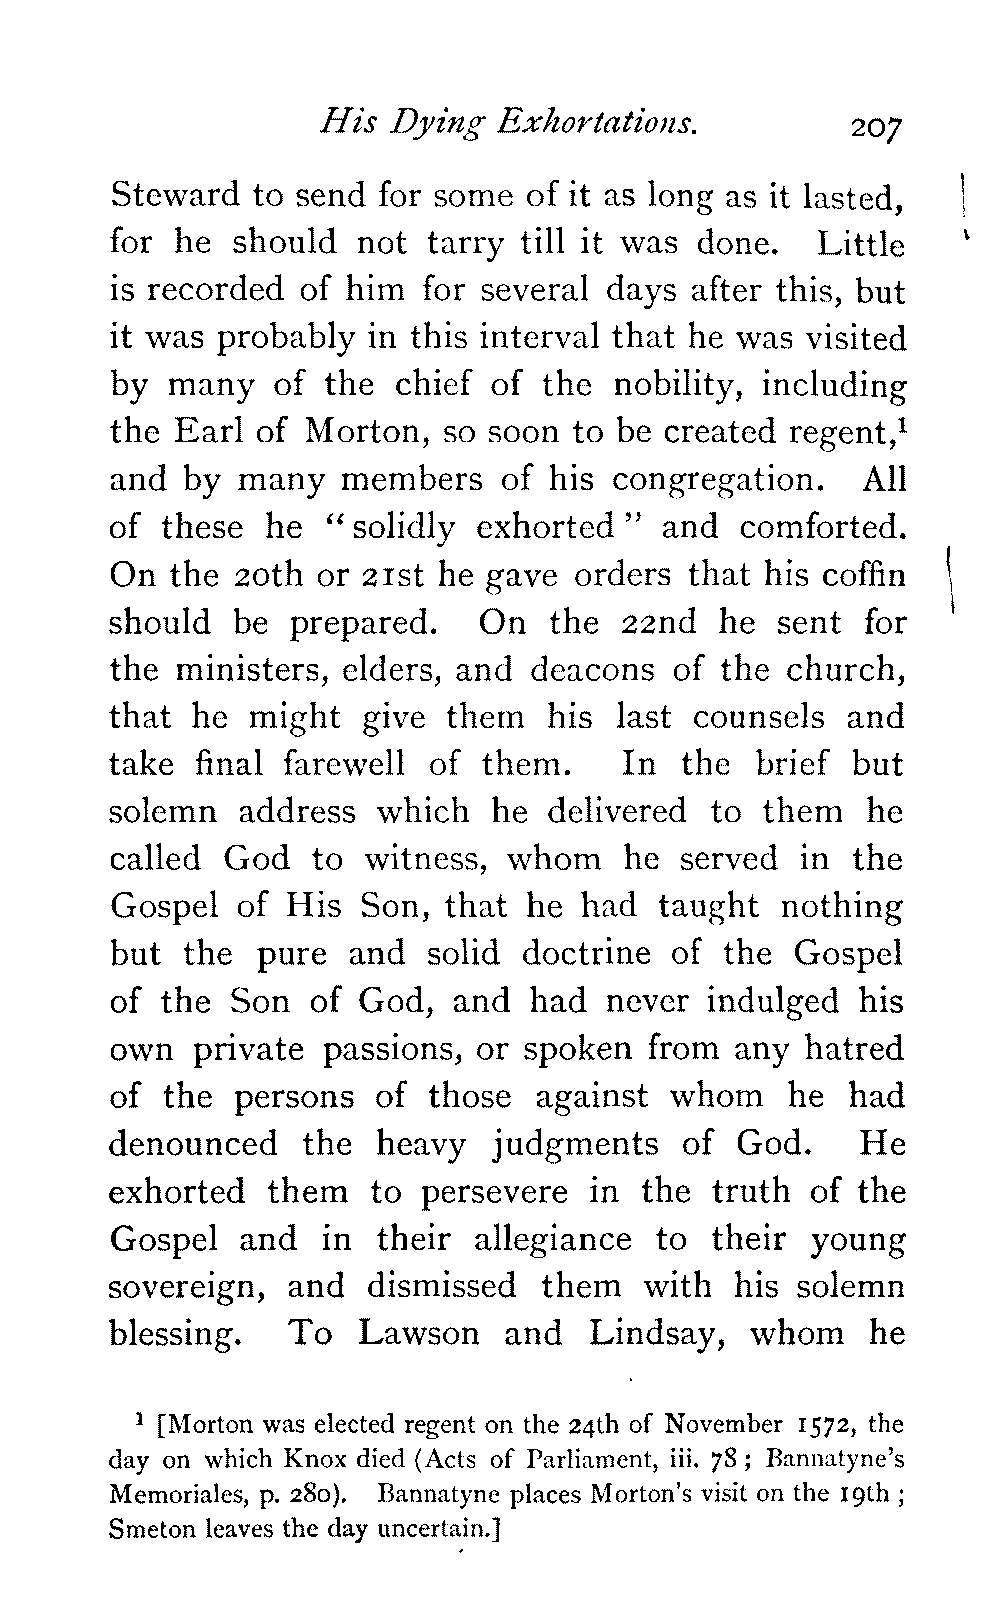 His Dying Exhortations. 207
Steward to send for some of it as long as it lasted,
for he should not tarry till it was done. Little
is recorded of him for several days after this, but
it was probably in this interval that he was visited
by many of the chief of the nobility, including
the Earl of Morton, so soon to be created regent,¹
and by many members of his congregation. All
of these he “ solidly exhorted ” and comforted.
On the 20th or 21st he gave orders that his coffin
should be prepared. On the 22nd he sent for
the ministers, elders, and deacons of the church,
that he might give them his last counsels and
take final farewell of them. In the brief but
solemn address which he delivered to them he
called God to witness, whom he served in the
Gospel of His Son, that he had taught nothing
but the pure and solid doctrine of the Gospel
of the Son of God, and had never indulged his
own private passions, or spoken from any hatred
of the persons of those against whom he had
denounced the heavy judgments of God. He
exhorted them to persevere in the truth of the
Gospel and in their allegiance to their young
sovereign, and dismissed them with his solemn
blessing. To Lawson and Lindsay, whom he
¹ [Morton was elected regent on the 24th of November 1572, the
day on which Knox died (Acts of Parliament, iii. 78 ; Bannatyne's
Memoriales, p. 280). Bannatyne places Morton's visit on the 19th ;
Smeton leaves the day uncertain.]